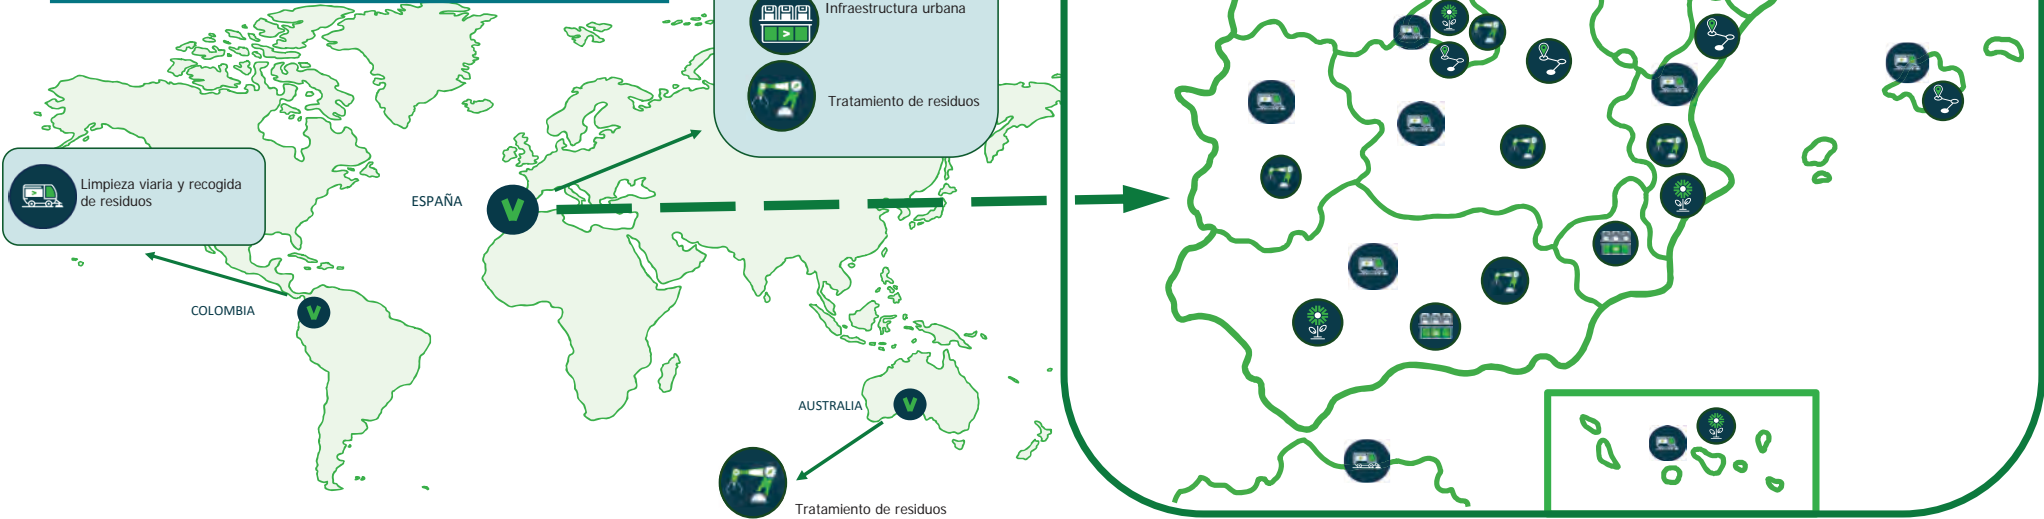 Infraestructura urbana
Tratamiento de residuos
Limpieza viaria y recogida
de residuos
ESPAÑA
COLOMBIA
AUSTRALIA
Tratamiento de residuos